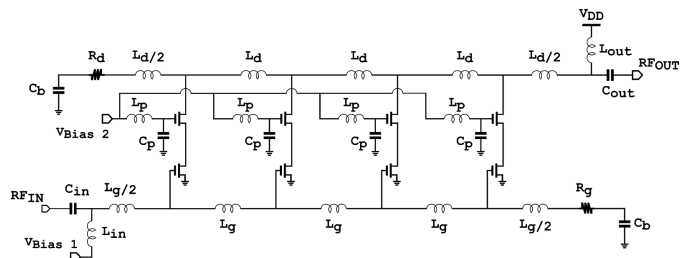 VDD
Rd Ld/2 Ld Ld Ld Ld/2 Lout
RFOUT
Cb Cout
Lp Lp Lp Lp
VBias 2 Cp Cp Cp Cp
RFIN Cin Lg/2 Rg
Lin Lg Lg Lg Lg/2 Cb
VBias 1